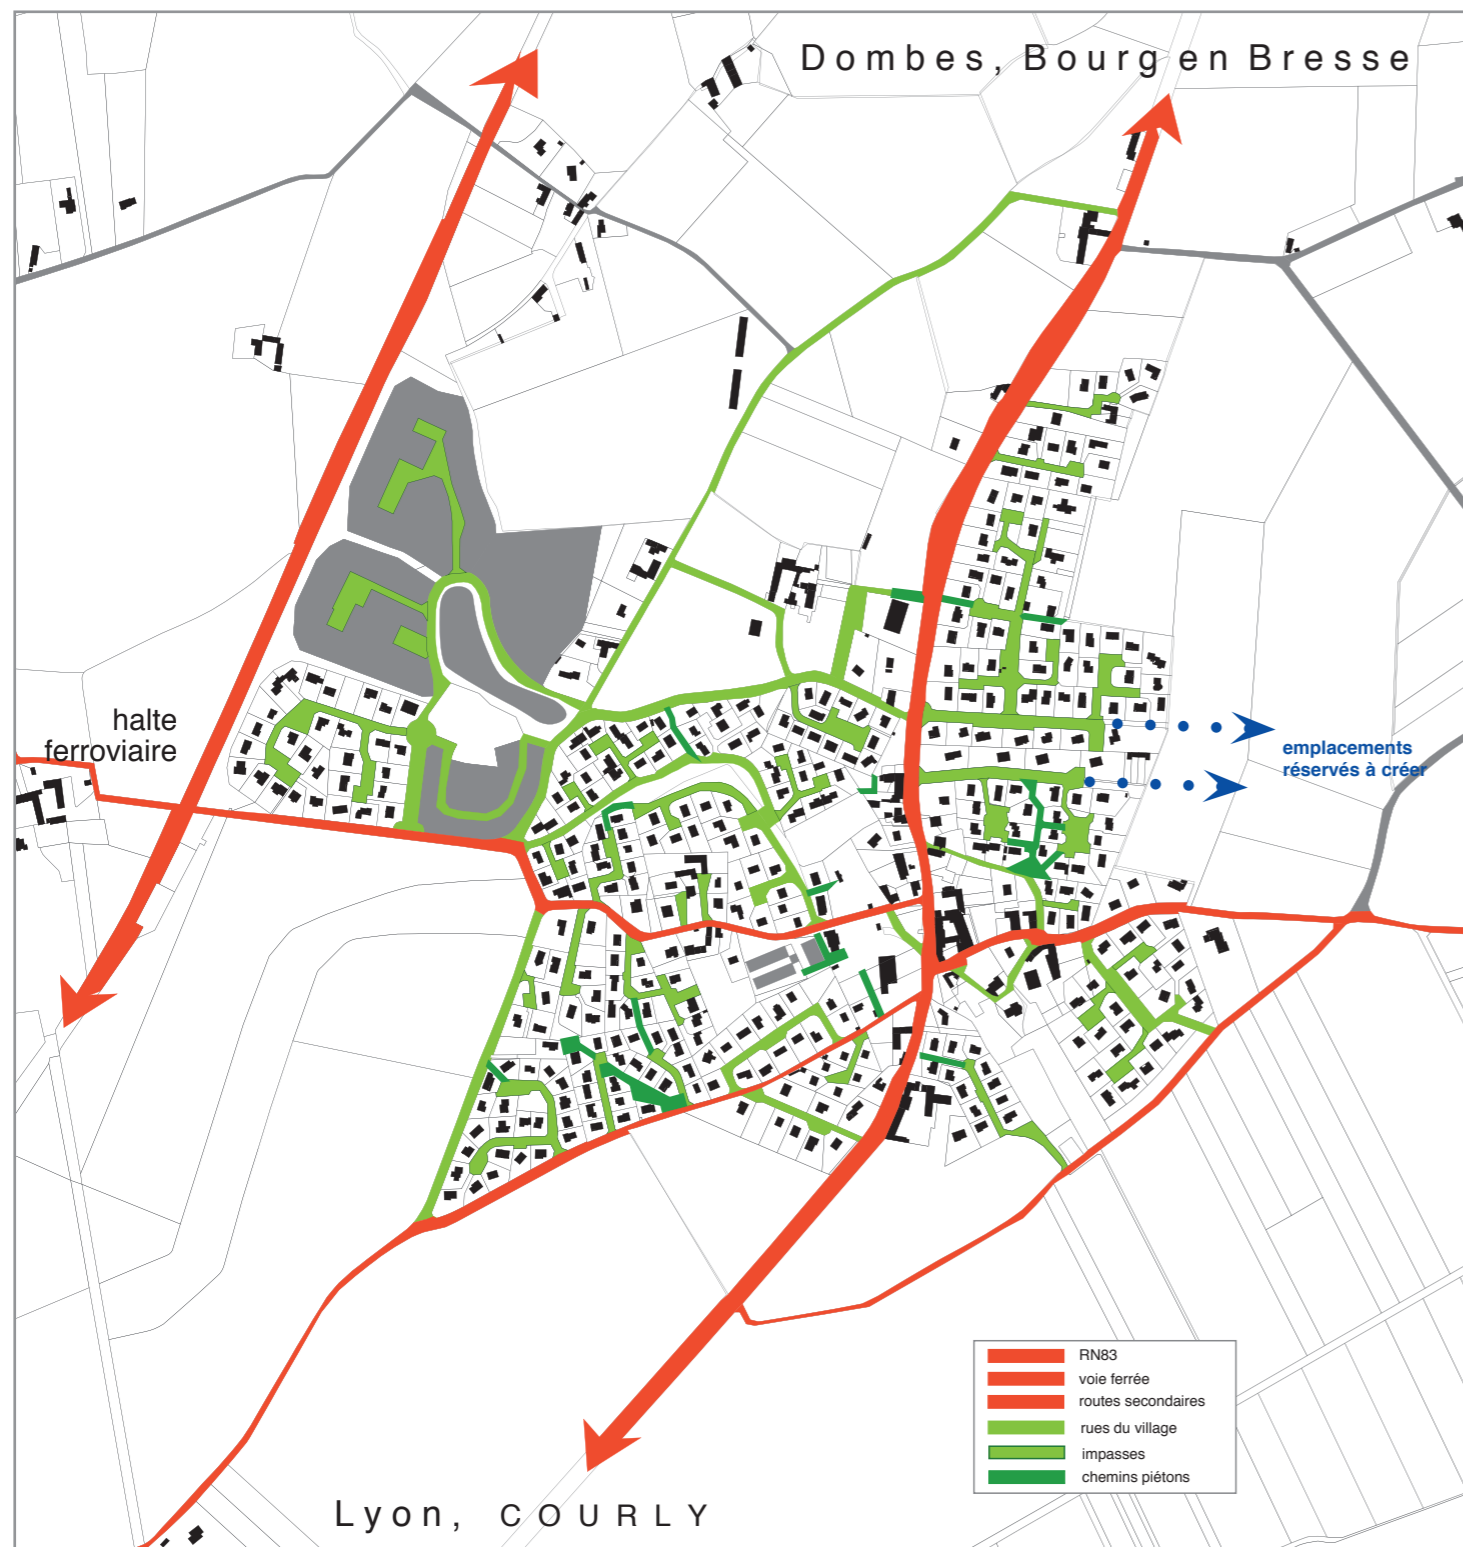 Dombes, Bourg en Bresse
halte
ferroviaire
emplacements
réservés à créer
RN83
voie ferrée
routes secondaires
rues du village
impasses
chemins piétons
Lyon, COURLY